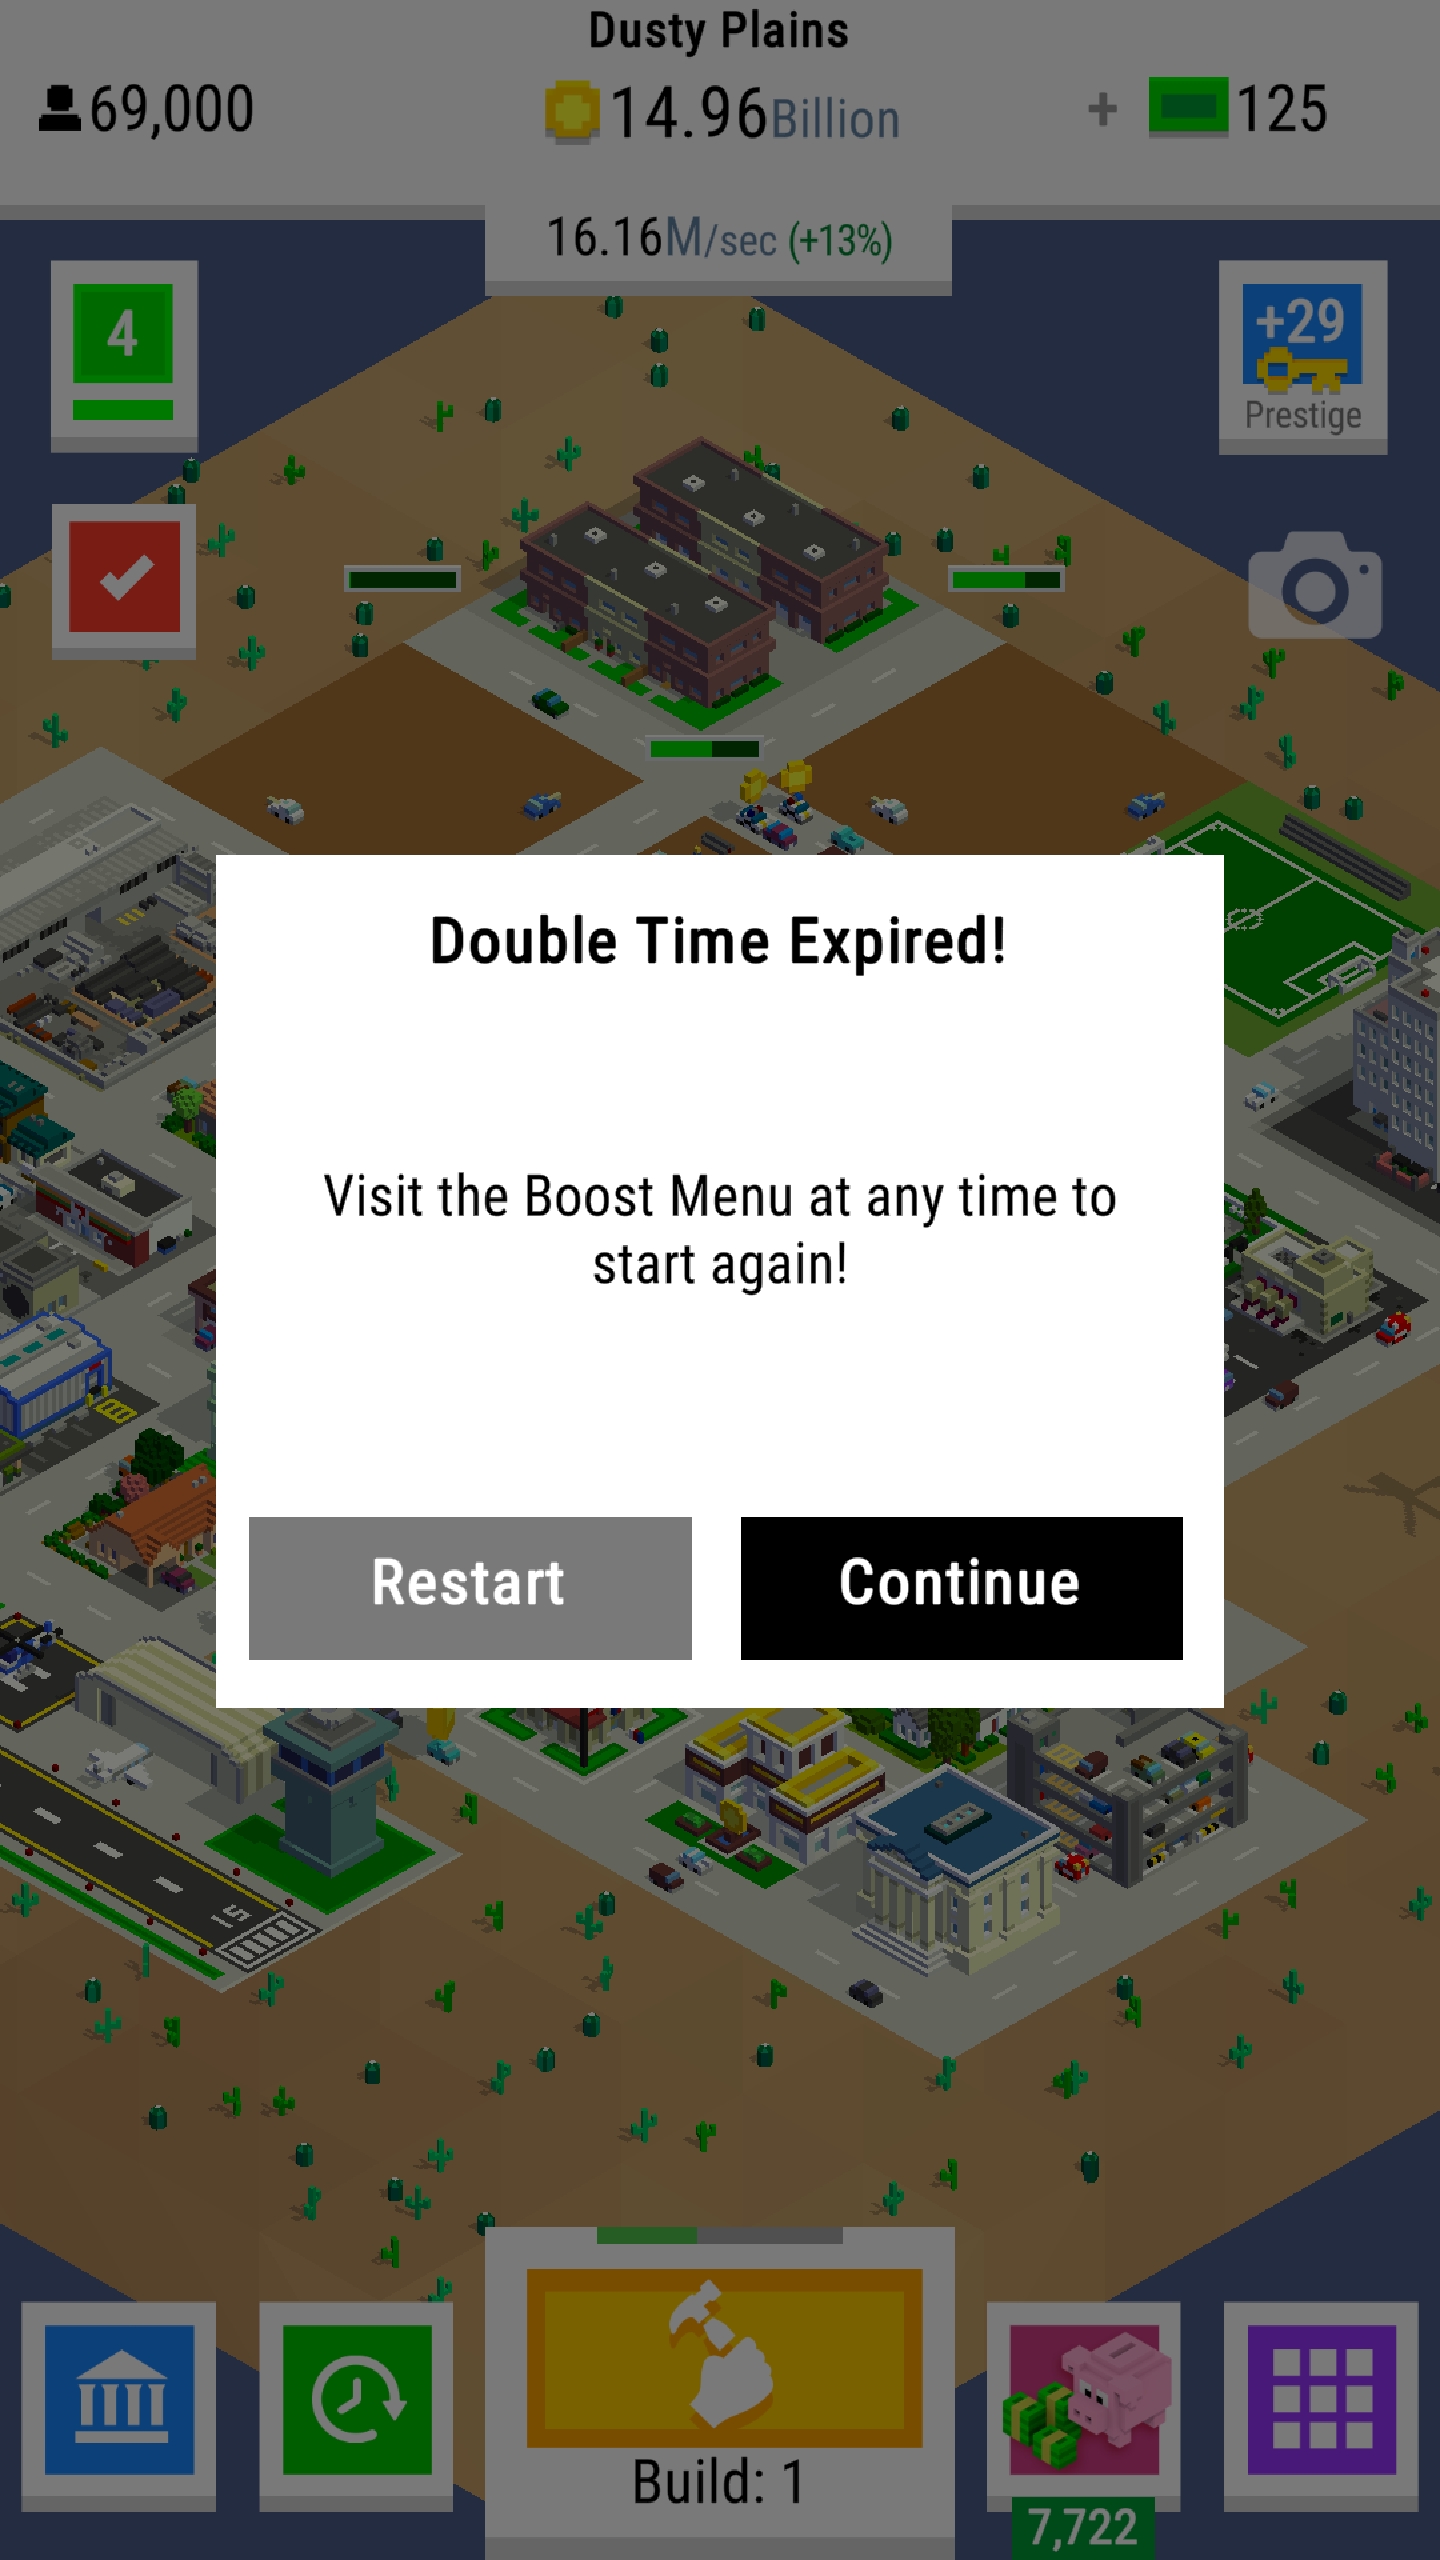 Dusty Plains
69,000
14.96Billion
+ 125
16.16M/sec (+13%)
4
+29
Prestige
Double Time Expired!
Visit the Boost Menu at any time to
start again!
Restart
Continue
15
Build: 1
7,722